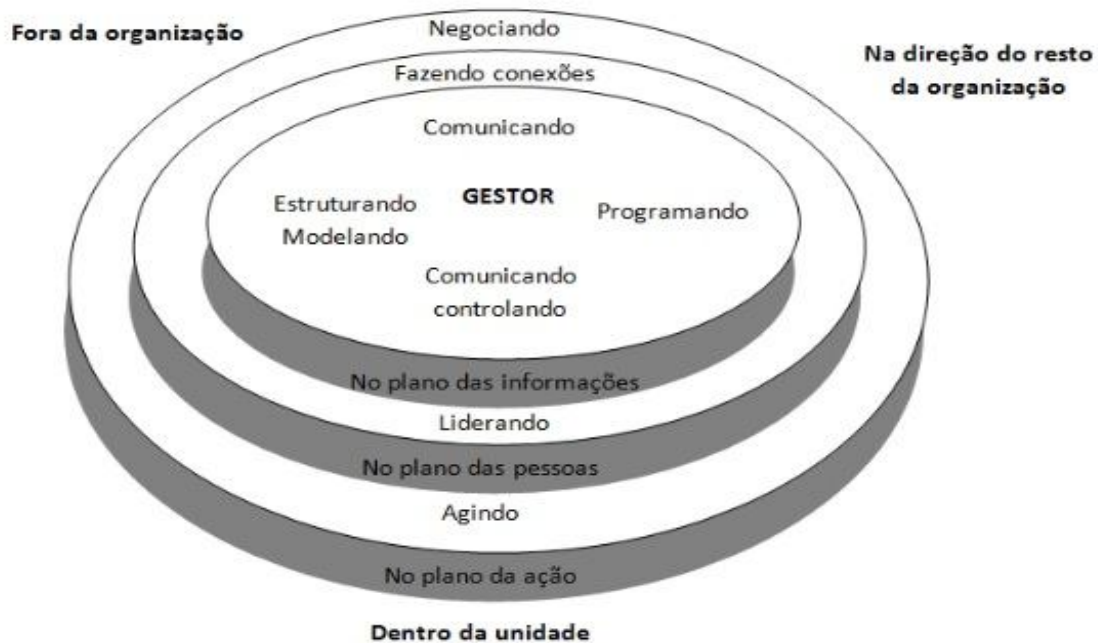 Fora da organização
Negociando
Na direção do resto
da organização
Fazendo conexões
Comunicando
GESTOR
Estruturando
Modelando
Programando
Comunicando
controlando
No plano das informações
Liderando
No plano das pessoas
Agindo
No plano da ação
Dentro da unidade